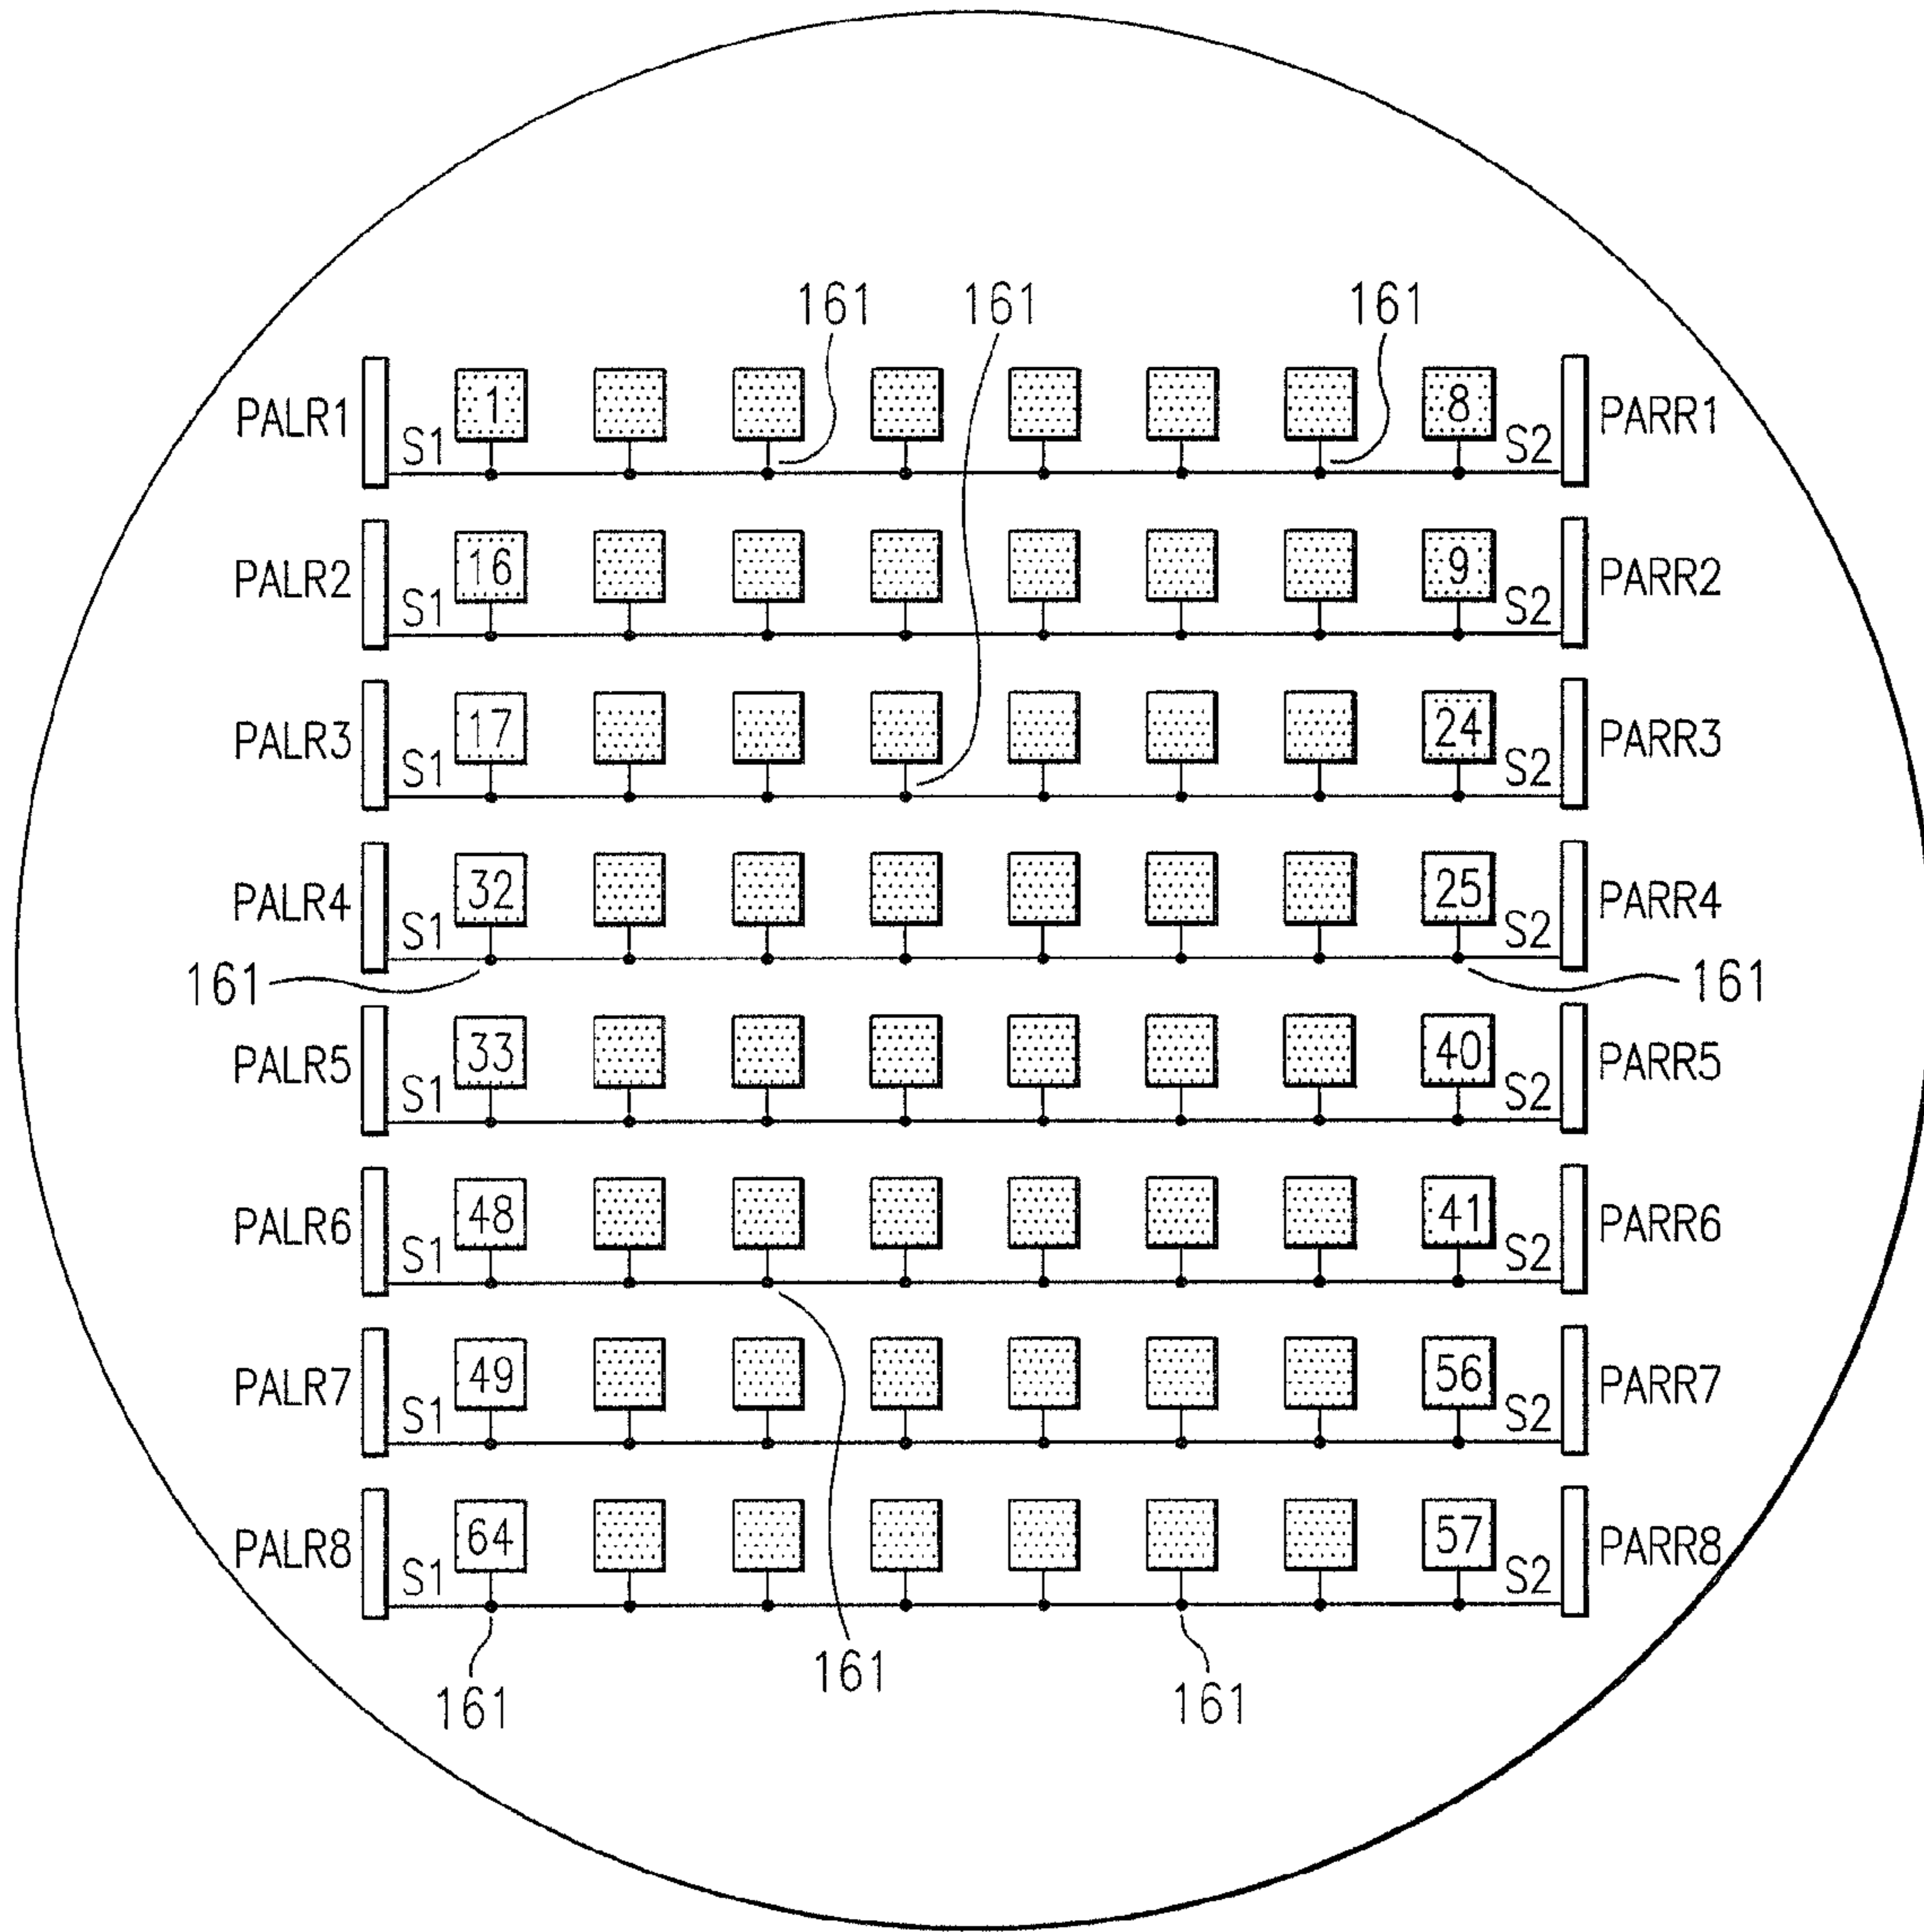 161 161 161
PALR1 S1 1 8 S2 PARR1
PALR2 S1 16 9 S2 PARR2
PALR3 S1 17 24 S2 PARR3
PALR4 S1 32 25 S2 PARR4
161 161
PALR5 S1 33 40 S2 PARR5
PALR6 S1 48 41 S2 PARR6
PALR7 S1 49 56 S2 PARR7
PALR8 S1 64 57 S2 PARR8
161 161 161